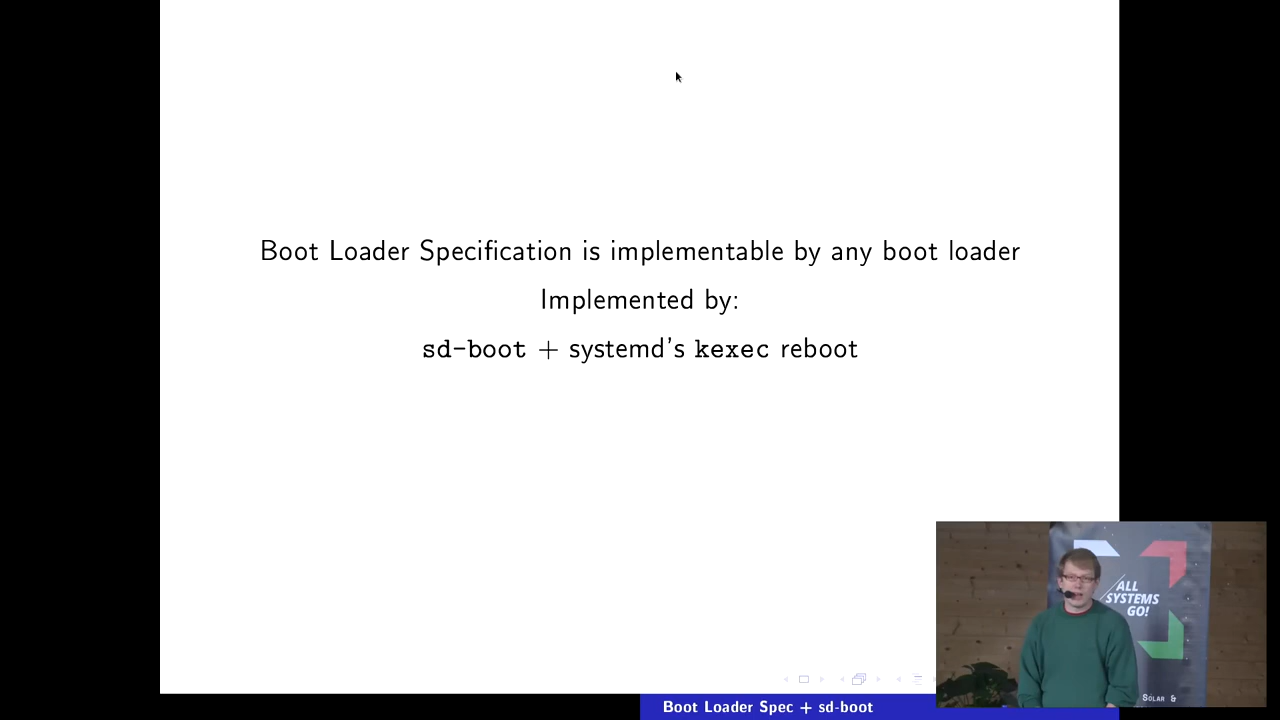 Boot Loader Specification is implementable by any boot loader
Implemented by:
sd-boot + systemd's kexec reboot
ALL
SYSTEMS
GO!
SOLAR &
Boot Loader Spec + sd-boot